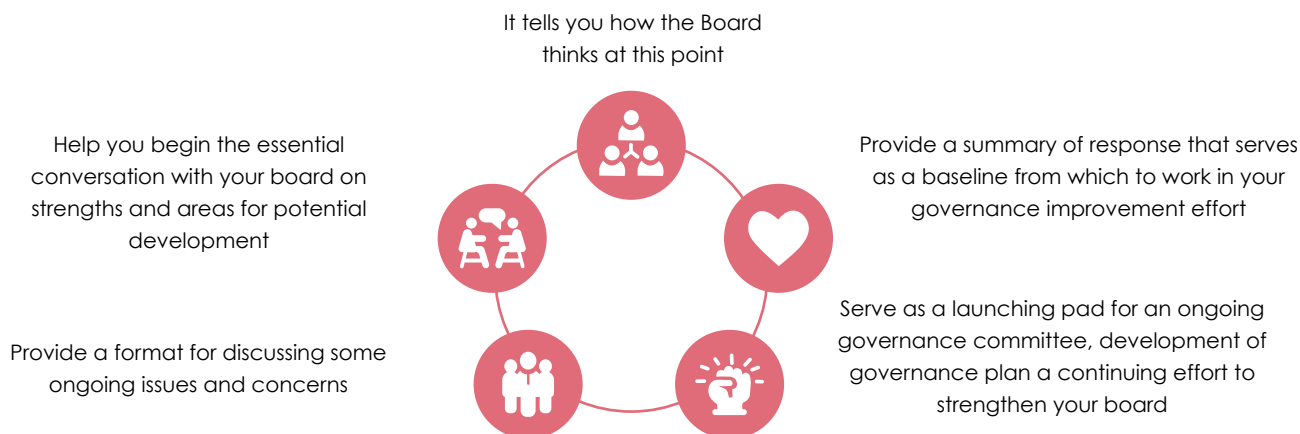 It tells you how the Board
thinks at this point
Help you begin the essential
conversation with your board on
strengths and areas for potential
development
Provide a summary of response that serves
as a baseline from which to work in your
governance improvement effort
Provide a format for discussing some
ongoing issues and concerns
Serve as a launching pad for an ongoing
governance committee, development of
governance plan a continuing effort to
strengthen your board